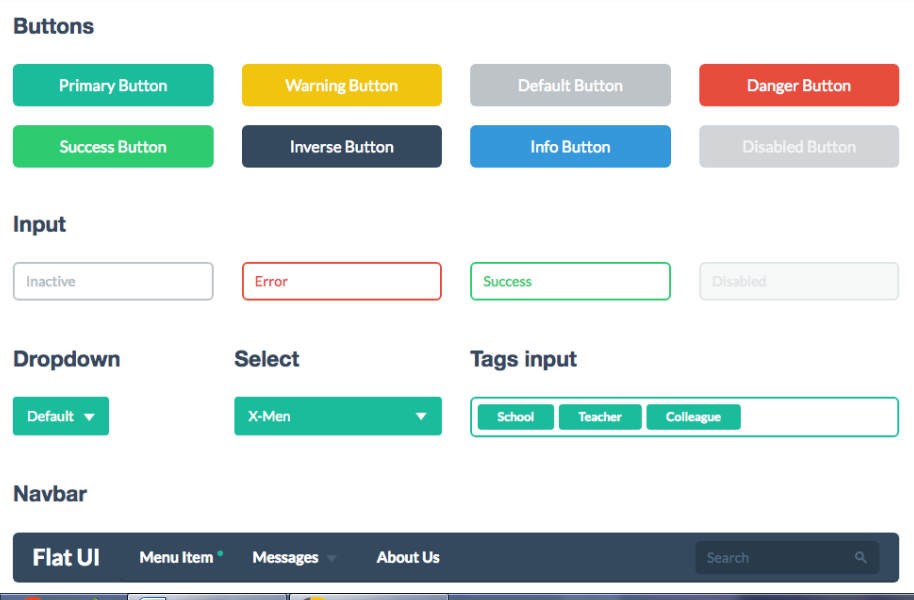 Buttons
Primary Button Warning Button Default Button Danger Button
Success Button Inverse Button Info Button Disabled Button
Input
Inactive Error Success Disabled
Dropdown Select Tags input
Default X-Men School Teacher Colleague
Navbar
Flat UI Menu Item Messages About Us Search